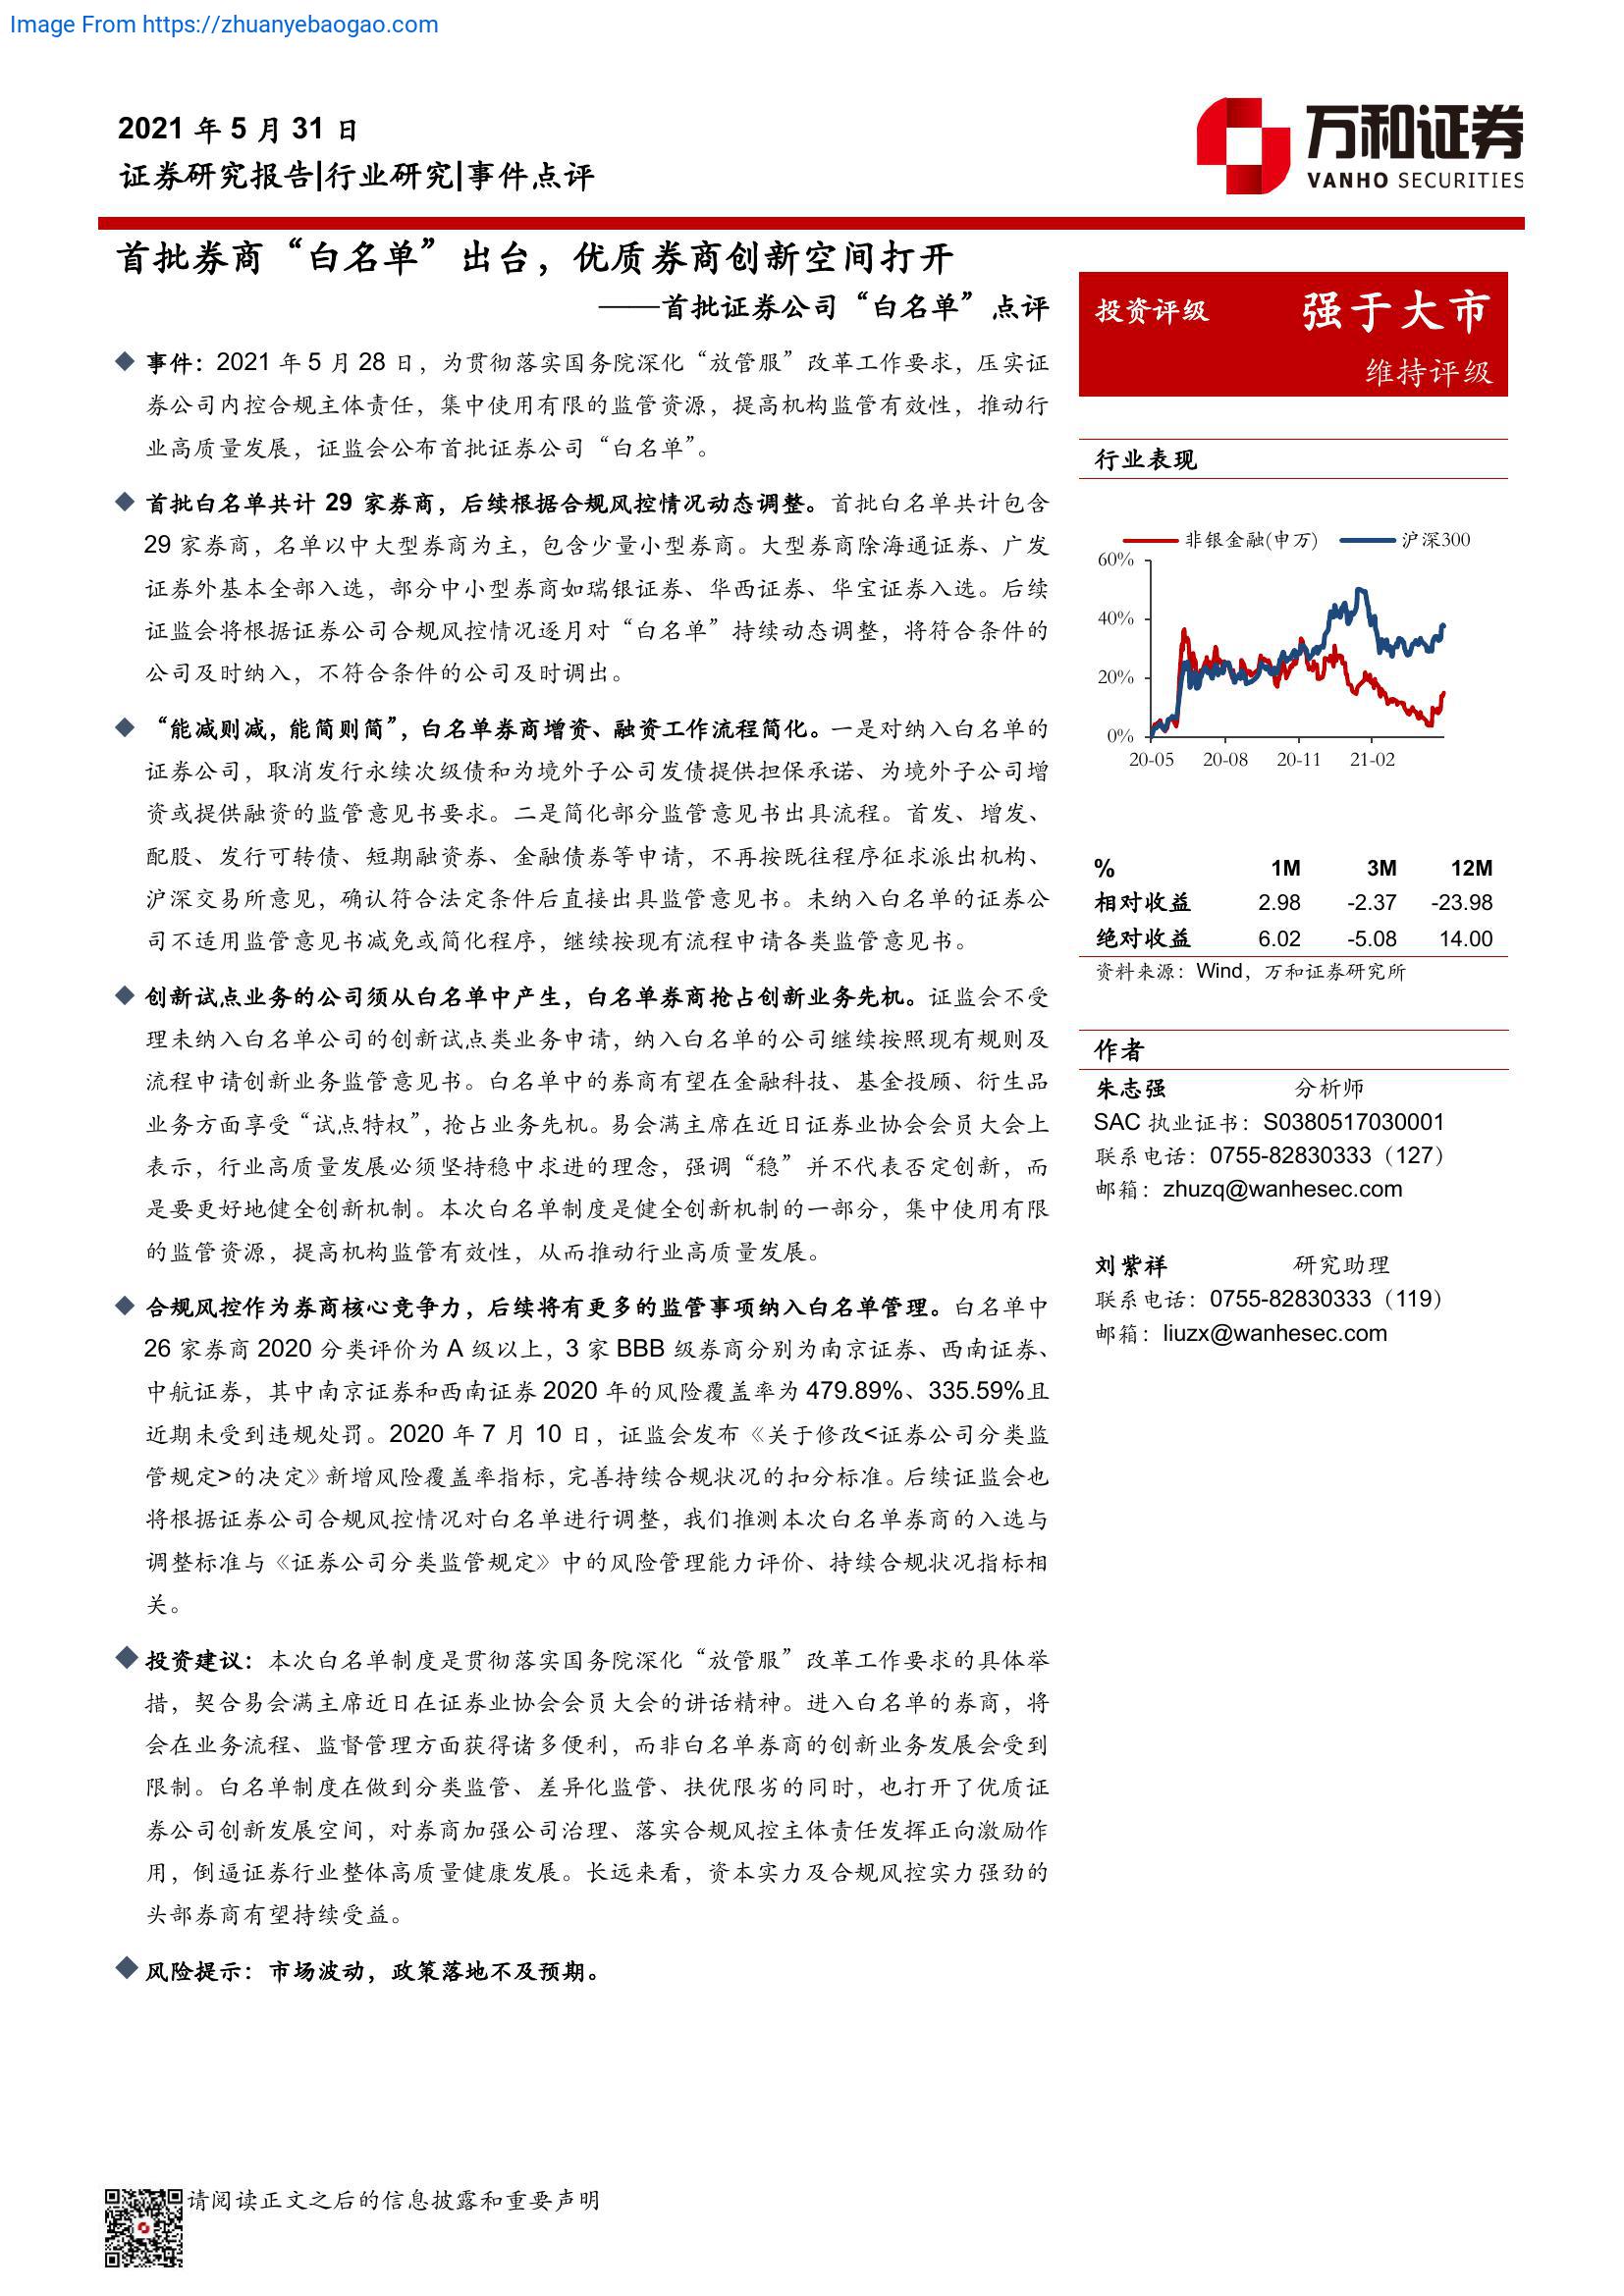 Image From https://zhuanyebaogao.com
2021 年 5 月 31 日
证券研究报告|行业研究|事件点评
万和证券
VANHO SECURITIES
首批券商“白名单”出台，优质券商创新空间打开
——首批证券公司“白名单”点评
事件：2021 年 5 月 28 日，为贯彻落实国务院深化“放管服”改革工作要求，压实证
券公司内控合规主体责任，集中使用有限的监管资源，提高机构监管有效性，推动行
业高质量发展，证监会公布首批证券公司“白名单”。
首批白名单共计 29 家券商，后续根据合规风控情况动态调整。首批白名单共计包含
29 家券商，名单以中大型券商为主，包含少量小型券商。大型券商除海通证券、广发
证券外基本全部入选，部分中小型券商如瑞银证券、华西证券、华宝证券入选。后续
证监会将根据证券公司合规风控情况逐月对“白名单”持续动态调整，将符合条件的
公司及时纳入，不符合条件的公司及时调出。
“能减则减，能简则简”，白名单券商增资、融资工作流程简化。一是对纳入白名单的
证券公司，取消发行永续次级债和为境外子公司发债提供担保承诺、为境外子公司增
资或提供融资的监管意见书要求。二是简化部分监管意见书出具流程。首发、增发、
配股、发行可转债、短期融资券、金融债券等申请，不再按既往程序征求派出机构、
沪深交易所意见，确认符合法定条件后直接出具监管意见书。未纳入白名单的证券公
司不适用监管意见书减免或简化程序，继续按现有流程申请各类监管意见书。
创新试点业务的公司须从白名单中产生，白名单券商抢占创新业务先机。证监会不受
理未纳入白名单公司的创新试点类业务申请，纳入白名单的公司继续按照现有规则及
流程申请创新业务监管意见书。白名单中的券商有望在金融科技、基金投顾、衍生品
业务方面享受“试点特权”，抢占业务先机。易会满主席在近日证券业协会会员大会上
表示，行业高质量发展必须坚持稳中求进的理念，强调“稳”并不代表否定创新，而
是要更好地健全创新机制。本次白名单制度是健全创新机制的一部分，集中使用有限
的监管资源，提高机构监管有效性，从而推动行业高质量发展。
合规风控作为券商核心竞争力，后续将有更多的监管事项纳入白名单管理。白名单中
26 家券商 2020 分类评价为 A 级以上，3 家 BBB 级券商分别为南京证券、西南证券、
中航证券，其中南京证券和西南证券 2020 年的风险覆盖率为 479.89%、335.59%且
近期未受到违规处罚。2020 年 7 月 10 日，证监会发布《关于修改<证券公司分类监
管规定>的决定》新增风险覆盖率指标，完善持续合规状况的扣分标准。后续证监会也
将根据证券公司合规风控情况对白名单进行调整，我们推测本次白名单券商的入选与
调整标准与《证券公司分类监管规定》中的风险管理能力评价、持续合规状况指标相
关。
投资建议：本次白名单制度是贯彻落实国务院深化“放管服”改革工作要求的具体举
措，契合易会满主席近日在证券业协会会员大会的讲话精神。进入白名单的券商，将
会在业务流程、监督管理方面获得诸多便利，而非白名单券商的创新业务发展会受到
限制。白名单制度在做到分类监管、差异化监管、扶优限劣的同时，也打开了优质证
券公司创新发展空间，对券商加强公司治理、落实合规风控主体责任发挥正向激励作
用，倒逼证券行业整体高质量健康发展。长远来看，资本实力及合规风控实力强劲的
头部券商有望持续受益。
风险提示：市场波动，政策落地不及预期。
投资评级 强于大市
维持评级
行业表现
非银金融(申万) 沪深300
60%
40%
20%
0%
20-05 20-08 20-11 21-02
% 1M 3M 12M
相对收益 2.98 -2.37 -23.98
绝对收益 6.02 -5.08 14.00
资料来源：Wind，万和证券研究所
作者
朱志强 分析师
SAC 执业证书：S0380517030001
联系电话：0755-82830333（127）
邮箱：zhuzq@wanhesec.com
刘紫祥 研究助理
联系电话：0755-82830333（119）
邮箱：liuzx@wanhesec.com
请阅读正文之后的信息披露和重要声明